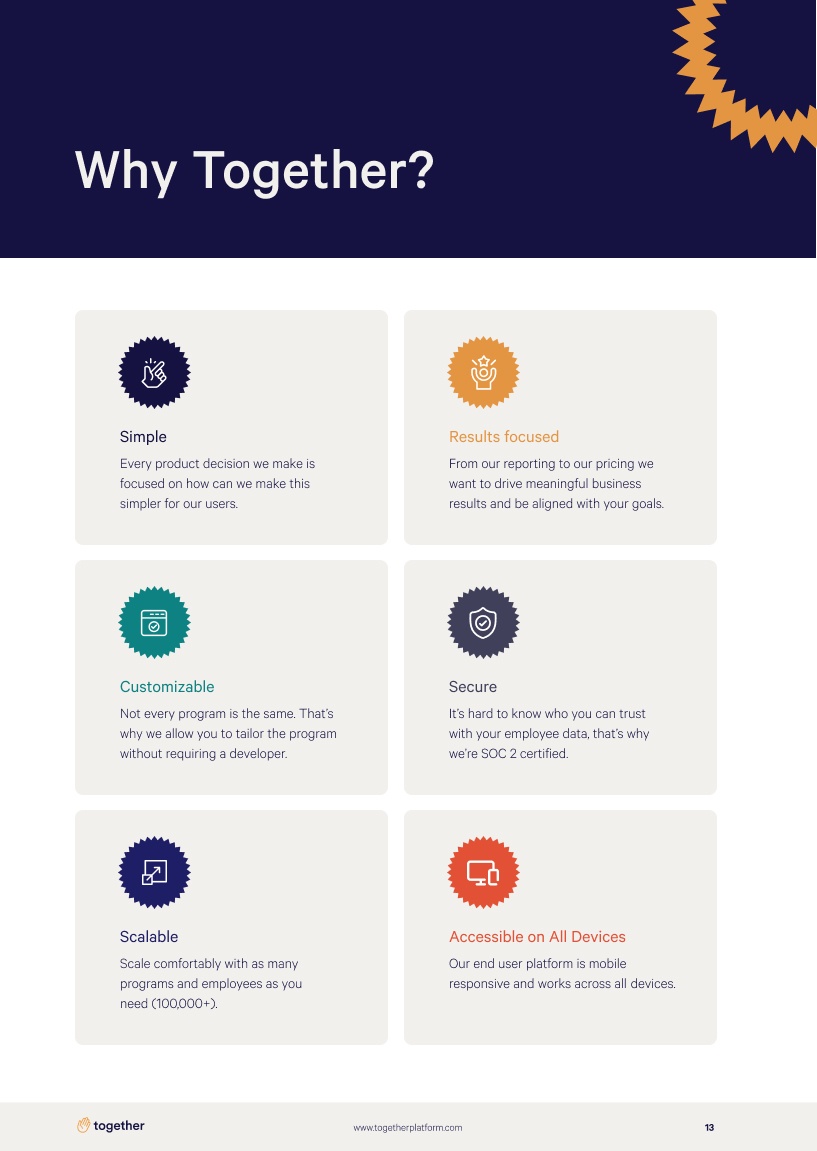 Why Together?
Simple
Every product decision we make is
focused on how can we make this
simpler for our users.
Results focused
From our reporting to our pricing we
want to drive meaningful business
results and be aligned with your goals.
Customizable
Not every program is the same. That's
why we allow you to tailor the program
without requiring a developer.
Secure
It's hard to know who you can trust
with your employee data, that's why
we're SOC 2 certified.
Scalable
Scale comfortably with as many
programs and employees as you
need (100,000+).
Accessible on All Devices
Our end user platform is mobile
responsive and works across all devices.
together
www.togetherplatform.com
13